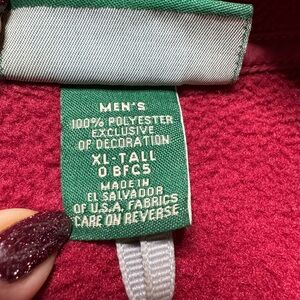 MEN'S
100% POLYESTER
EXCLUSIVE
OF DECORATION
XL-TALL
0 BFC5
MADE IN
EL SALVADOR
OF U.S.A. FABRICS
CARE ON REVERSE